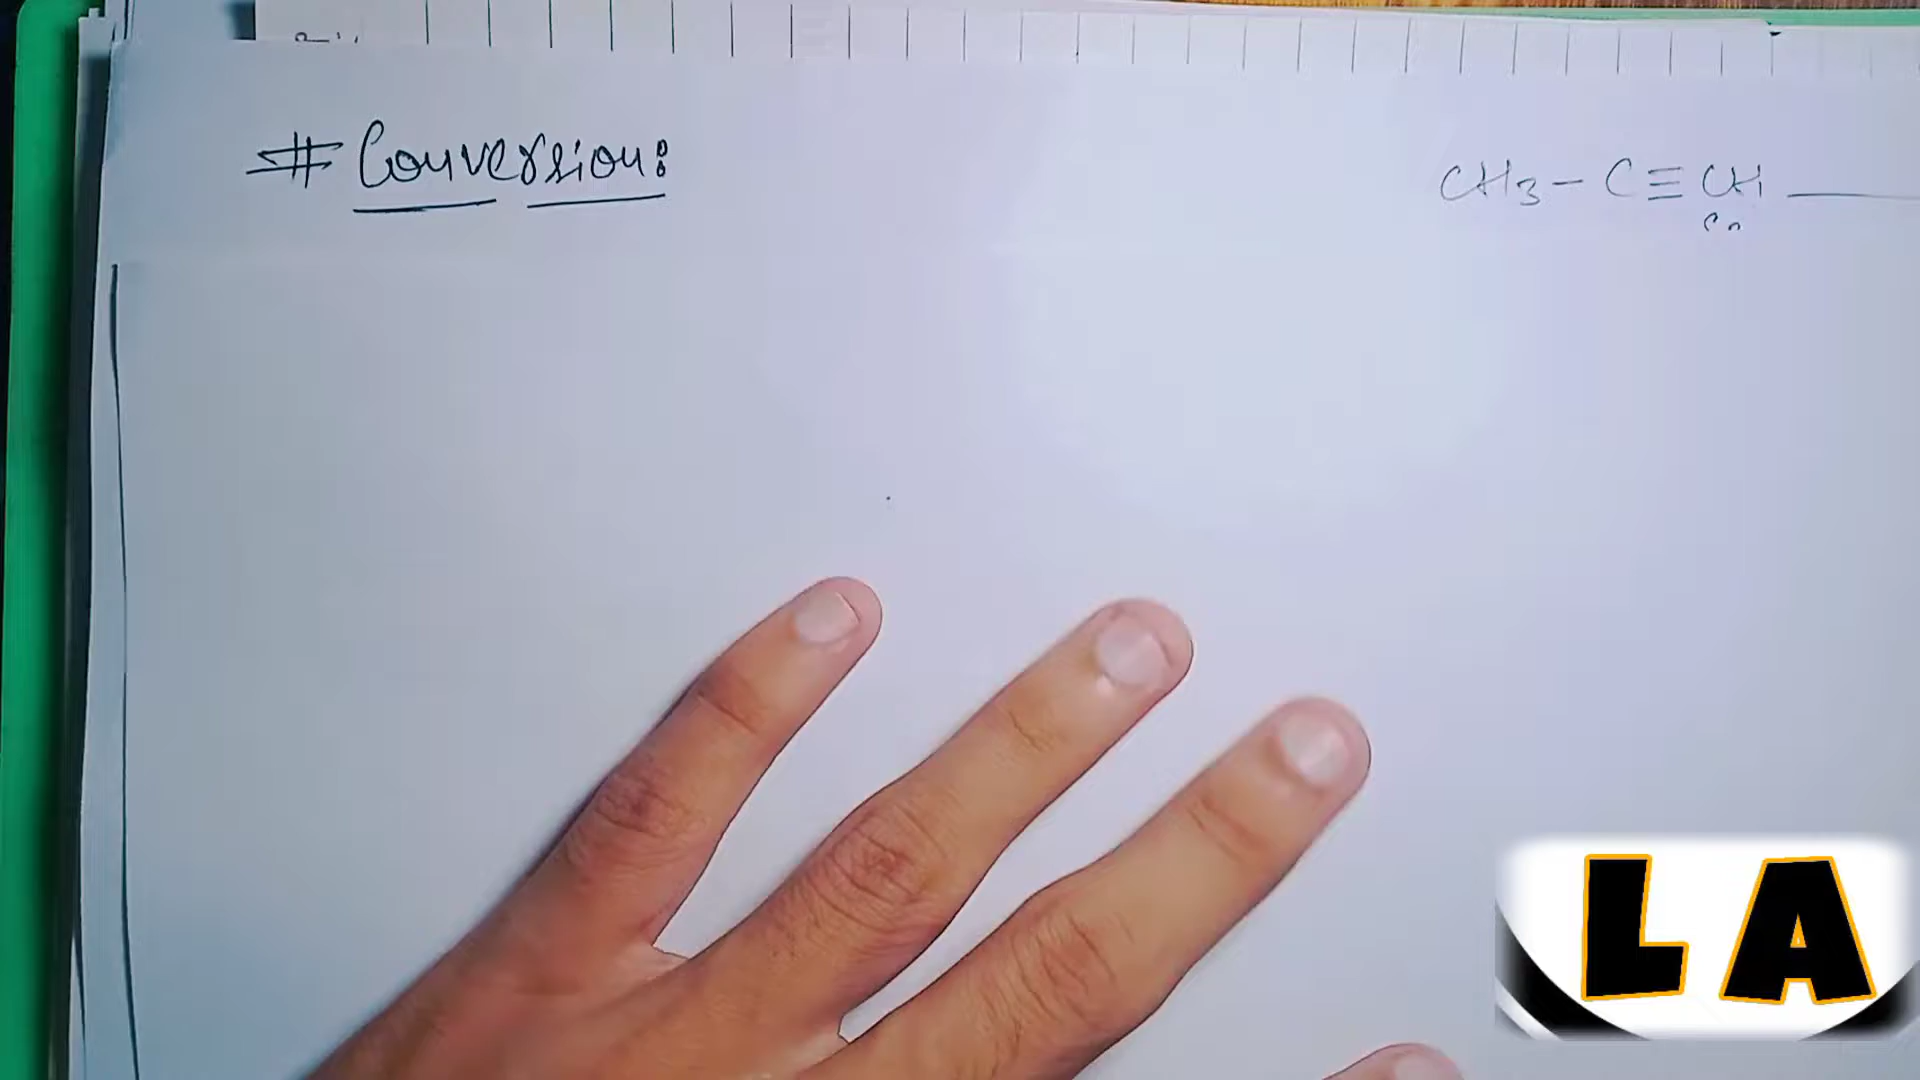 # Conversion:
CH3 - C ≡ CH
LA